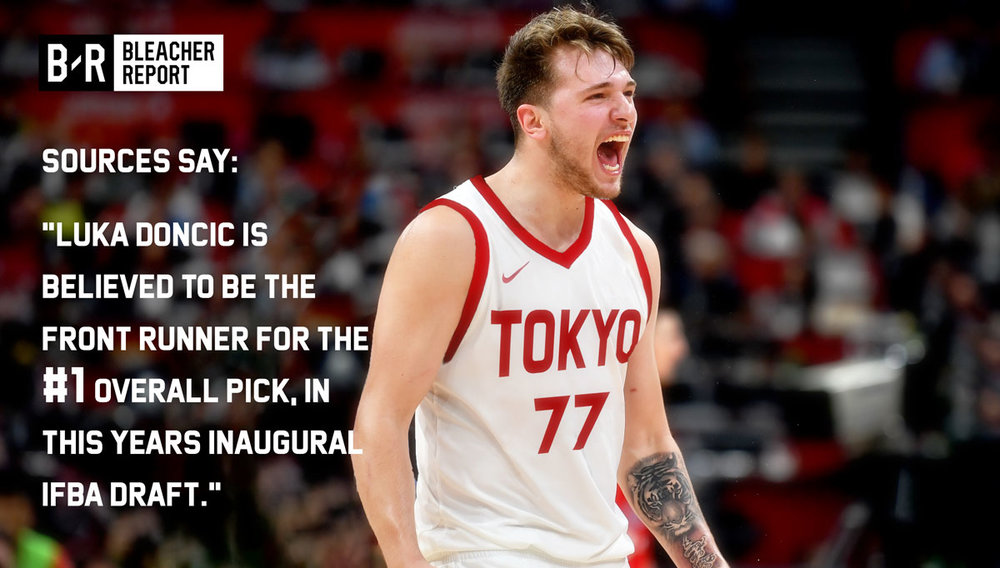 B/R BLEACHER
REPORT
SOURCES SAY:
"LUKA DONCIC IS
BELIEVED TO BE THE
FRONT RUNNER FOR THE
#1 OVERALL PICK, IN
THIS YEARS INAUGURAL
IFBA DRAFT."
TOKYO
77